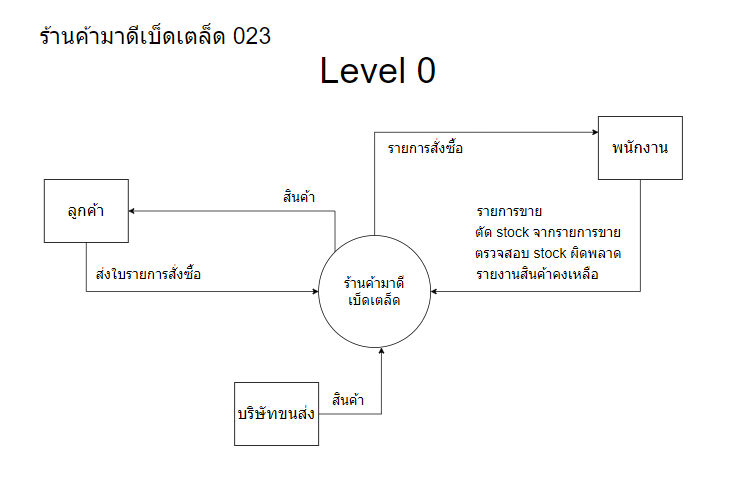 ร้านค้ามาดีเบ็ดเตล็ด 023
Level 0
พนักงาน
รายการสั่งซื้อ
สินค้า
ลูกค้า
รายการขาย
ตัด stock จากรายการขาย
ตรวจสอบ stock ผิดพลาด
รายงานสินค้าคงเหลือ
ส่งใบรายการสั่งซื้อ
ร้านค้ามาดี
เบ็ดเตล็ด
สินค้า
บริษัทขนส่ง